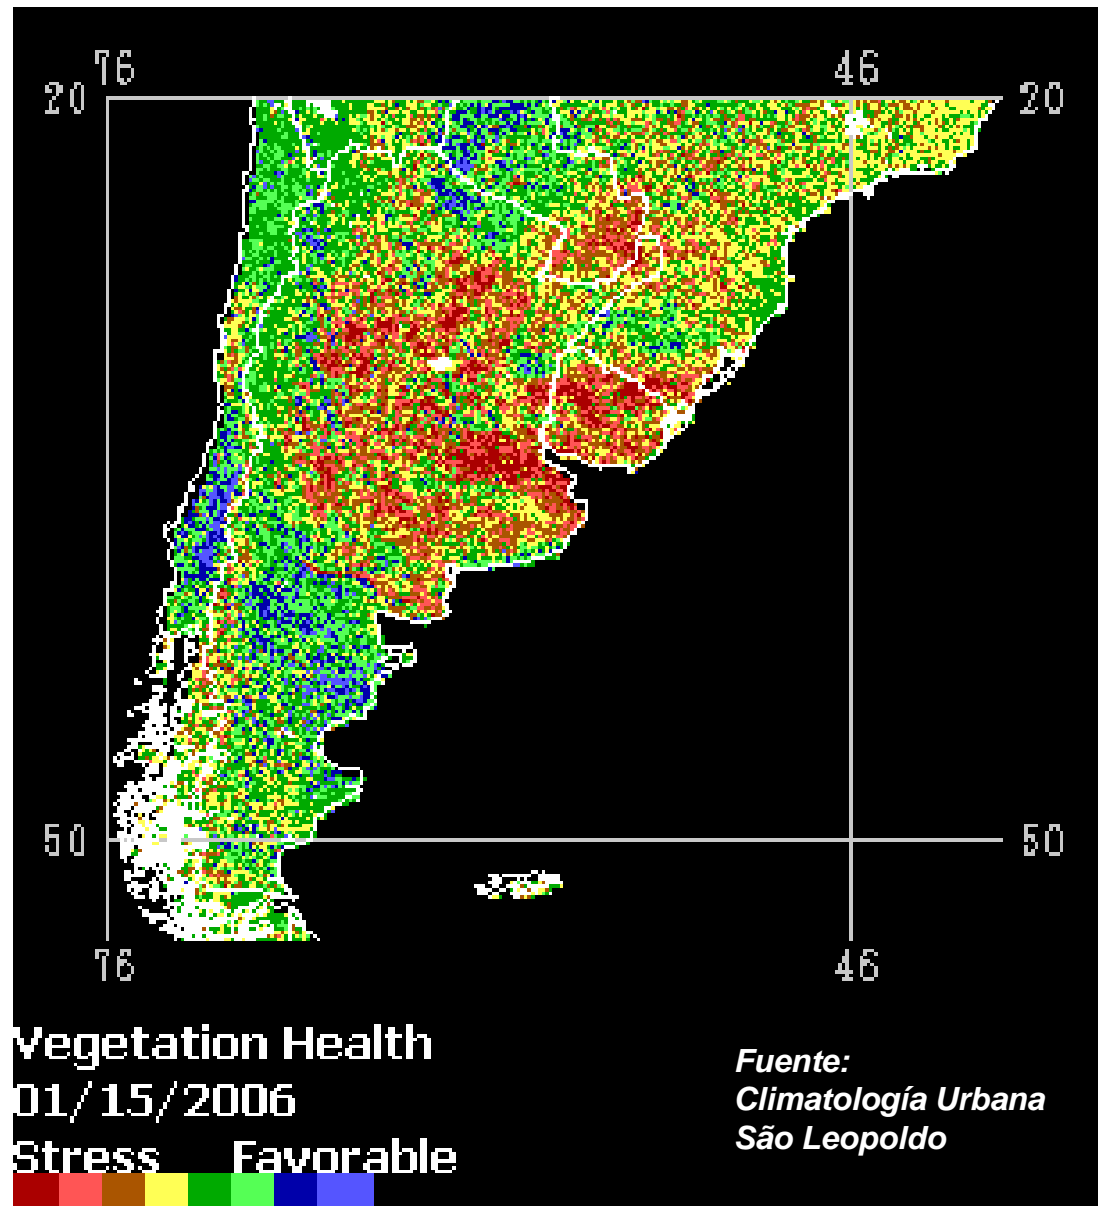 76 46
20 20
50 50
76 46
Vegetation Health
01/15/2006
Stress Favorable
Fuente:
Climatología Urbana
São Leopoldo